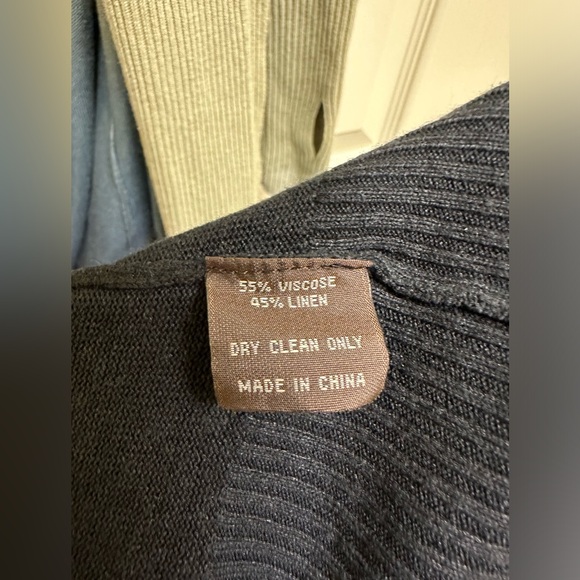 55% VISCOSE
45% LINEN
DRY CLEAN ONLY
MADE IN CHINA